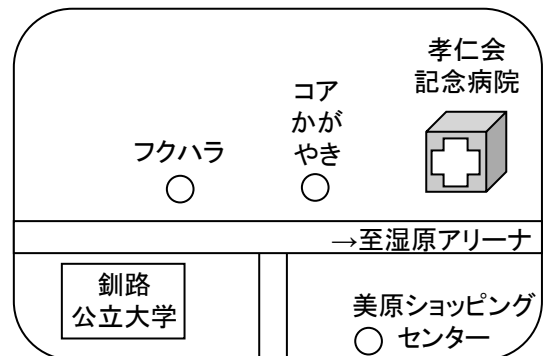 孝仁会
記念病院
コア
かが
やき
フクハラ
→至湿原アリーナ
釧路
公立大学
美原ショッピング
センター